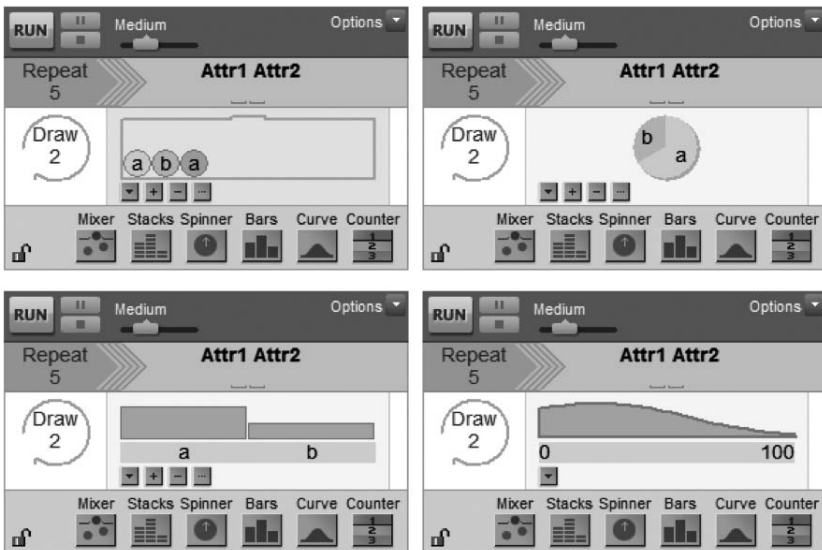 RUN Medium Options
Repeat
5
Attr1 Attr2
Draw
2
a b a
Mixer Stacks Spinner Bars Curve Counter
1
2
3
RUN Medium Options
Repeat
5
Attr1 Attr2
Draw
2
b
a
Mixer Stacks Spinner Bars Curve Counter
1
2
3
RUN Medium Options
Repeat
5
Attr1 Attr2
Draw
2
a b
Mixer Stacks Spinner Bars Curve Counter
1
2
3
RUN Medium Options
Repeat
5
Attr1 Attr2
Draw
2
0 100
Mixer Stacks Spinner Bars Curve Counter
1
2
3